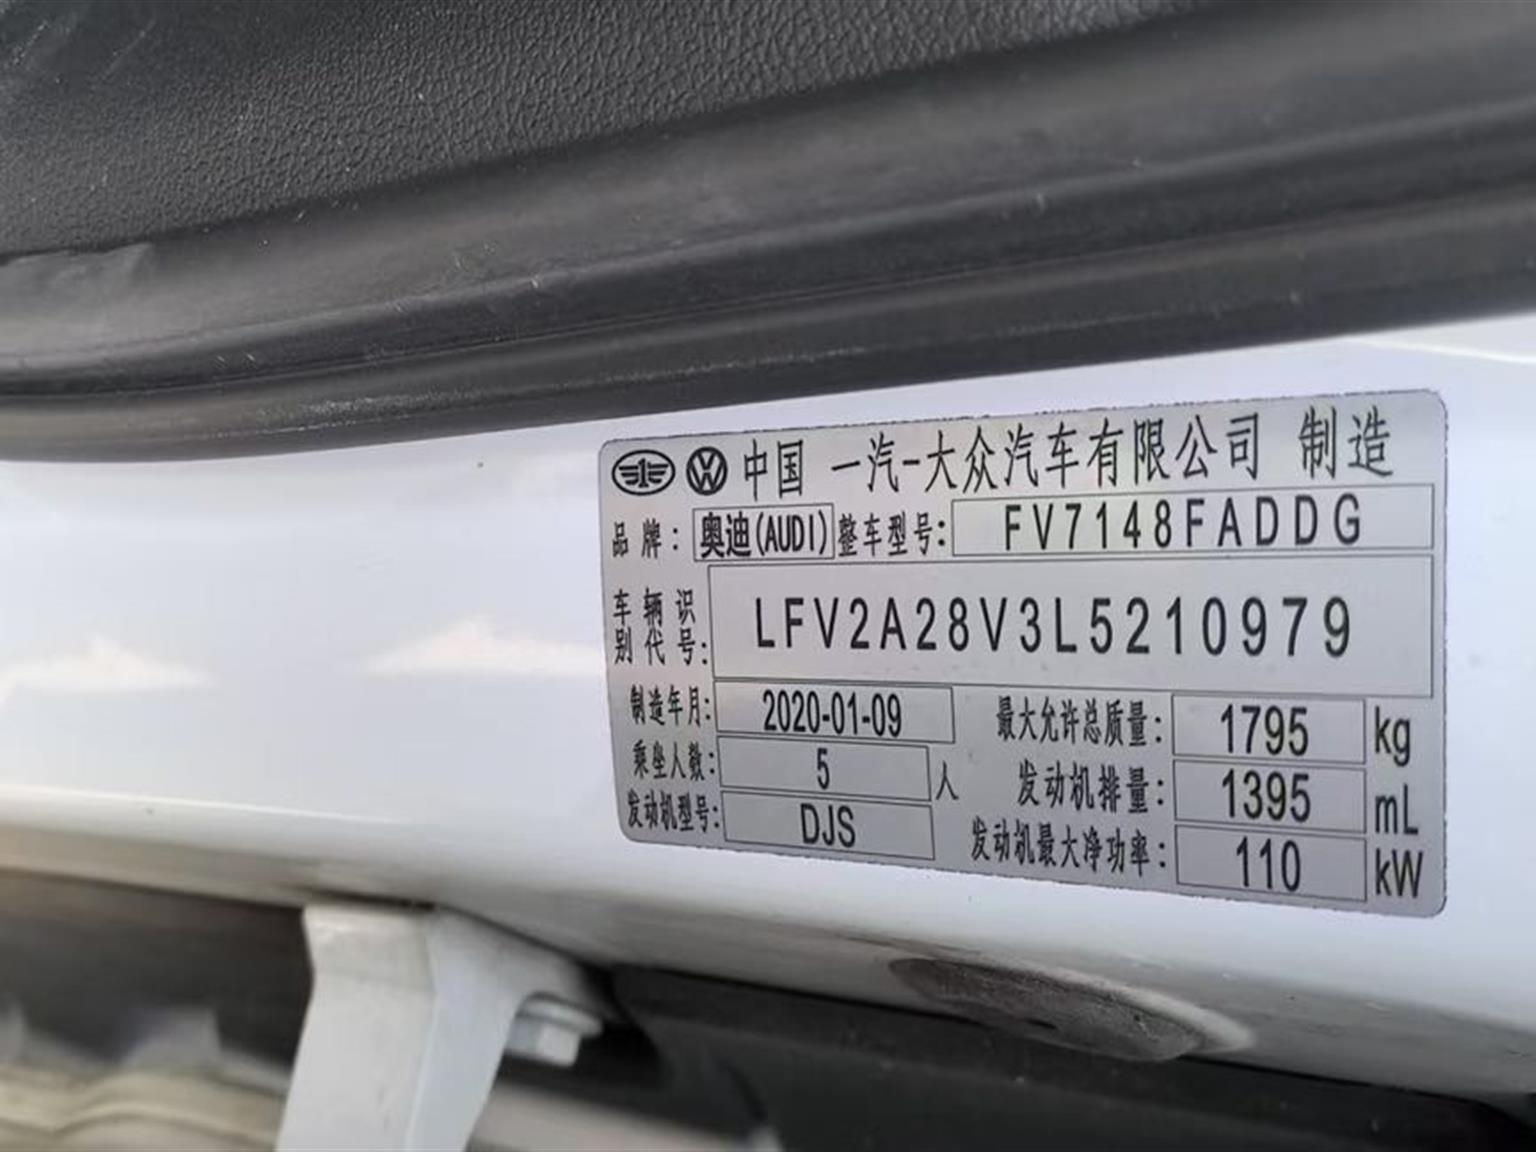 中国 一汽-大众汽车有限公司 制造
品牌: 奥迪(AUDI) 整车型号: FV7148FADDG
车辆识别代号: LFV2A28V3L5210979
制造年月: 2020-01-09 最大允许总质量: 1795 kg
乘坐人数: 5 人 发动机排量: 1395 mL
发动机型号: DJS 发动机最大净功率: 110 kW